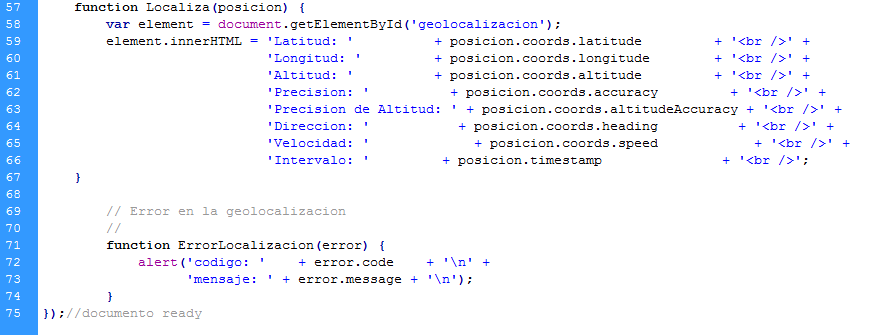 57 function Localiza(posicion) {
58 var element = document.getElementById('geolocalizacion');
59 element.innerHTML = 'Latitud: ' + posicion.coords.latitude + '<br />' +
60 'Longitud: ' + posicion.coords.longitude + '<br />' +
61 'Altitud: ' + posicion.coords.altitude + '<br />' +
62 'Precision: ' + posicion.coords.accuracy + '<br />' +
63 'Precision de Altitud: ' + posicion.coords.altitudeAccuracy + '<br />' +
64 'Direccion: ' + posicion.coords.heading + '<br />' +
65 'Velocidad: ' + posicion.coords.speed + '<br />' +
66 'Intervalo: ' + posicion.timestamp + '<br />';
67 }
68
69 // Error en la geolocalizacion
70 //
71 function ErrorLocalizacion(error) {
72 alert('codigo: ' + error.code + '\n' +
73 'mensaje: ' + error.message + '\n');
74 }
75 });//documento ready